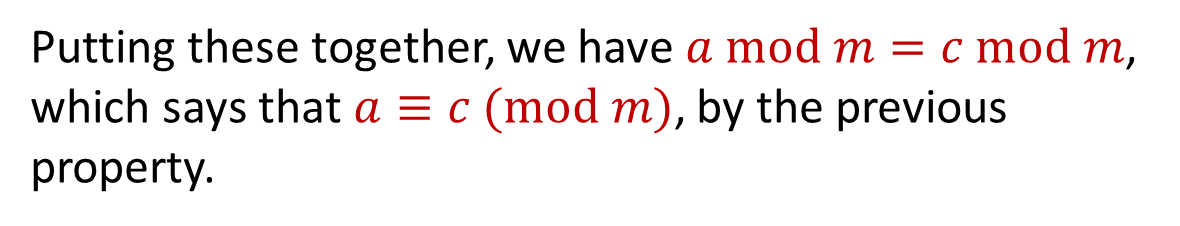 Putting these together, we have a mod m = c mod m,
which says that a ≡ c (mod m), by the previous
property.